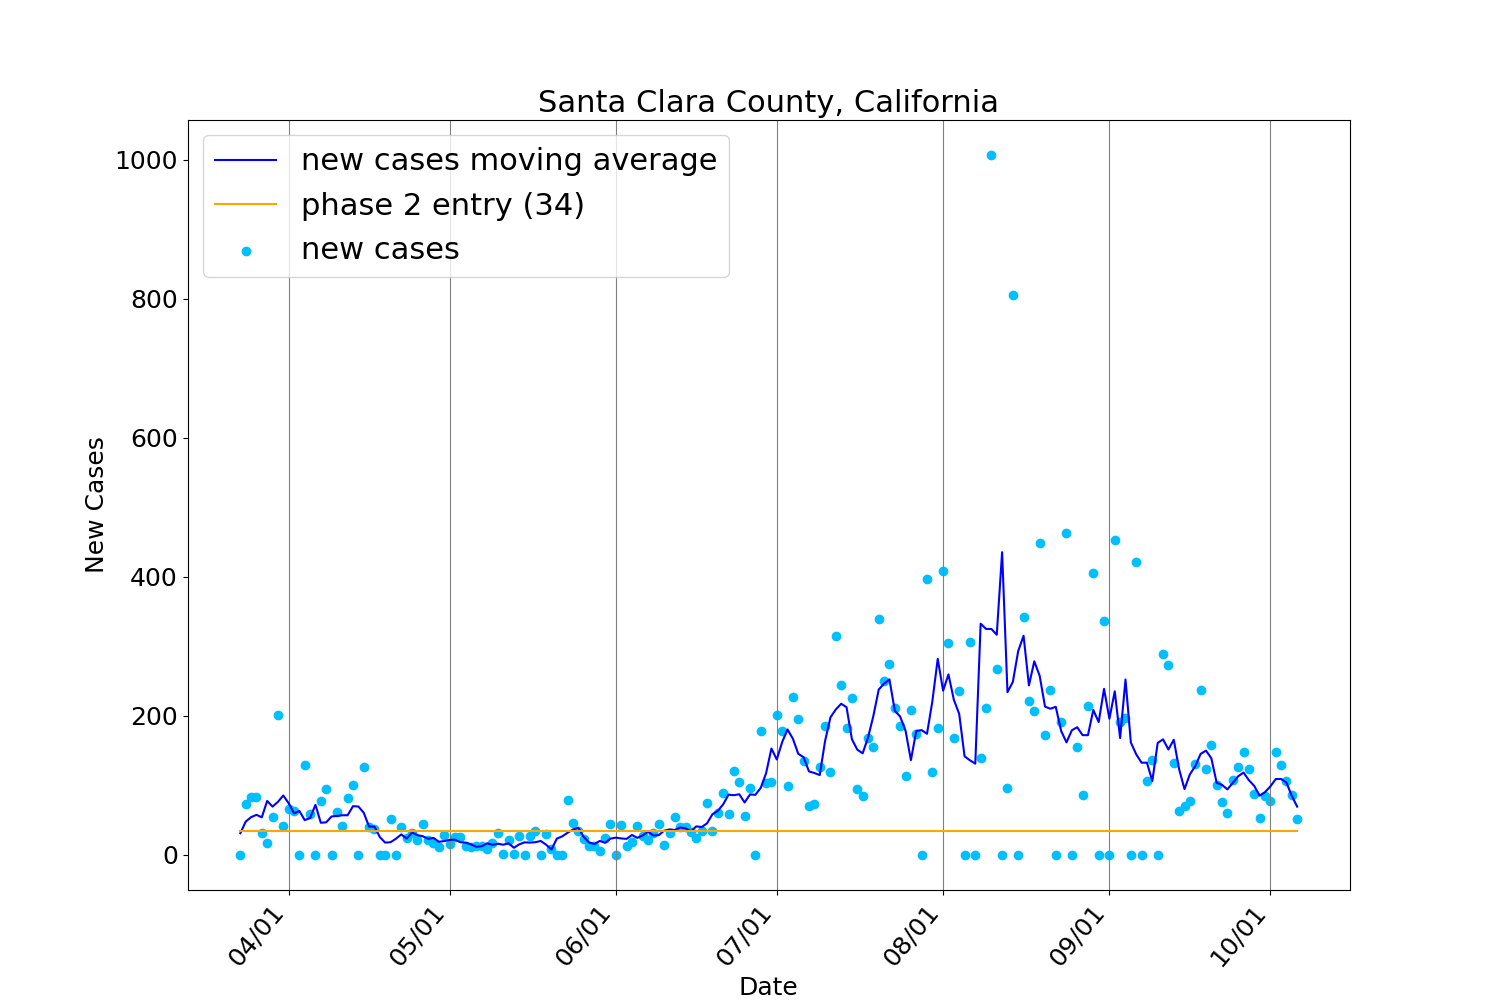 Santa Clara County, California
new cases moving average
phase 2 entry (34)
new cases
1000
800
600
400
200
0
New Cases
04/01
05/01
06/01
07/01
08/01
09/01
10/01
Date